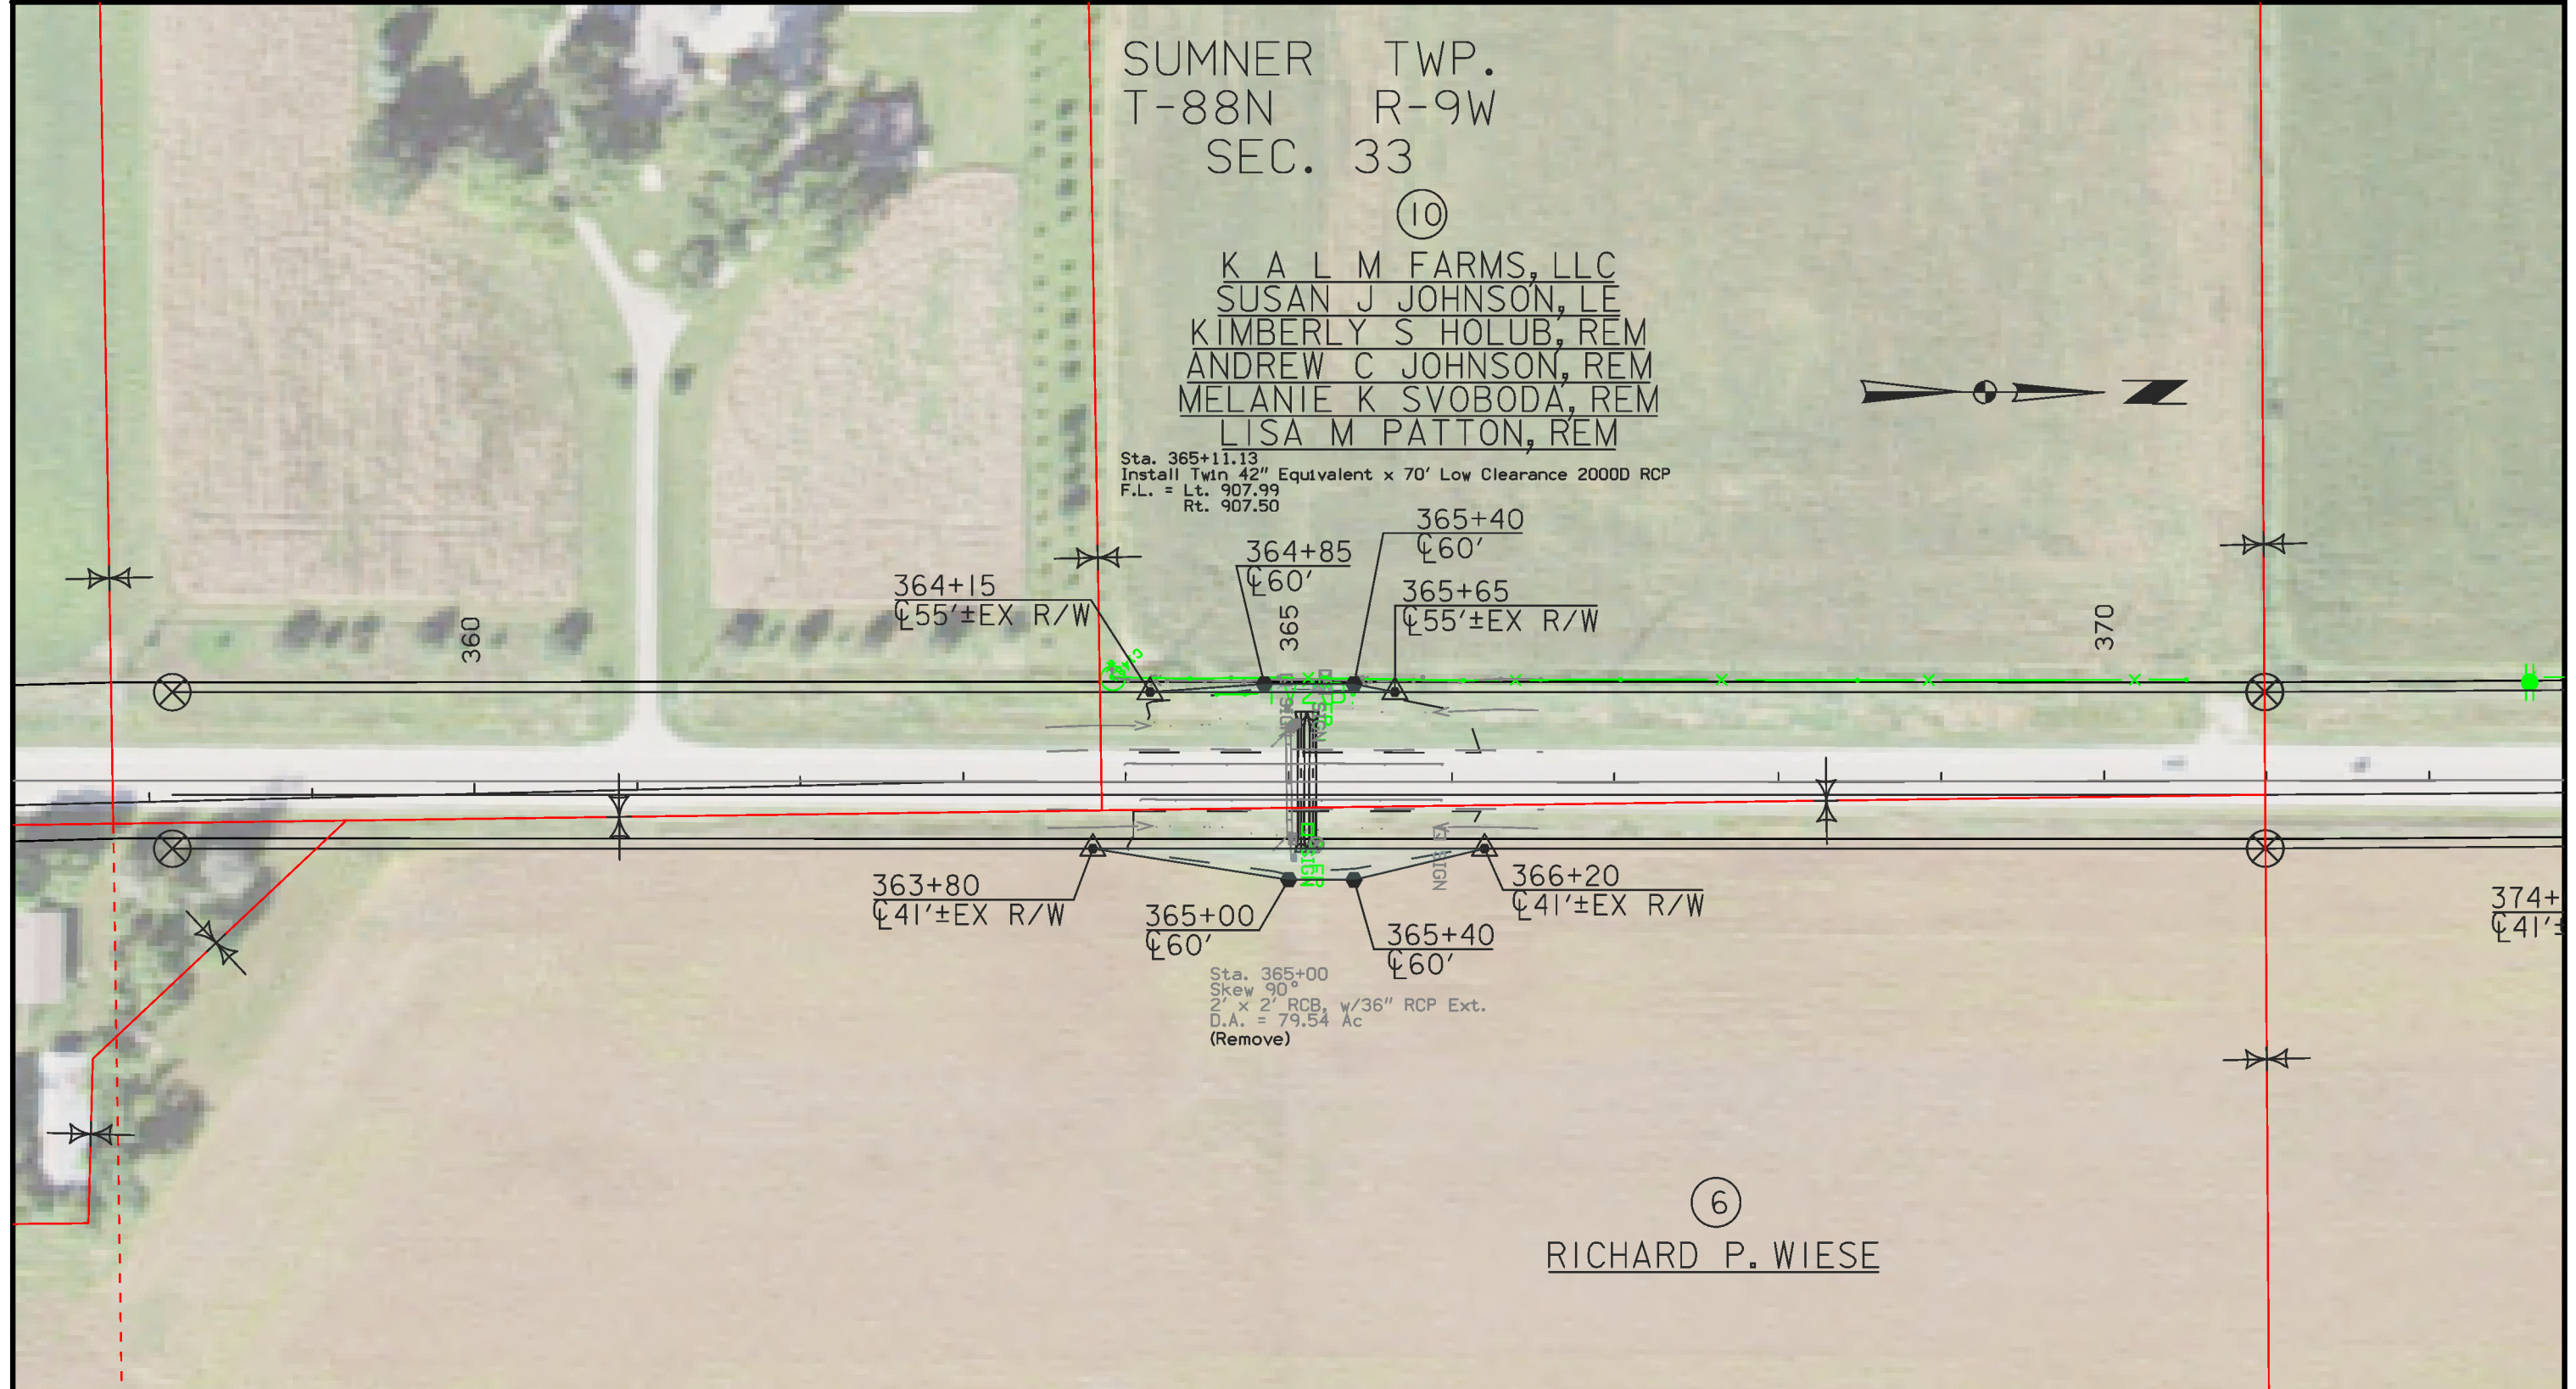 SUMNER TWP.
T-88N R-9W
SEC. 33
10
K A L M FARMS, LLC
SUSAN J JOHNSON, LE
KIMBERLY S HOLUB, REM
ANDREW C JOHNSON, REM
MELANIE K SVOBODA, REM
LISA M PATTON, REM
Sta. 365+11.13
Install Twin 42" Equivalent x 70' Low Clearance 2000D RCP
F.L. = Lt. 907.99
Rt. 907.50
365+40
℄60'
364+85
℄60'
364+15
℄55'±EX R/W
365+65
℄55'±EX R/W
360
365
370
SIGN
SIGN
363+80
℄41'±EX R/W
365+00
℄60'
365+40
℄60'
366+20
℄41'±EX R/W
374+
℄41'±
Sta. 365+00
Skew 90°
2' x 2' RCB, w/36" RCP Ext.
D.A. = 79.54 Ac
(Remove)
6
RICHARD P. WIESE